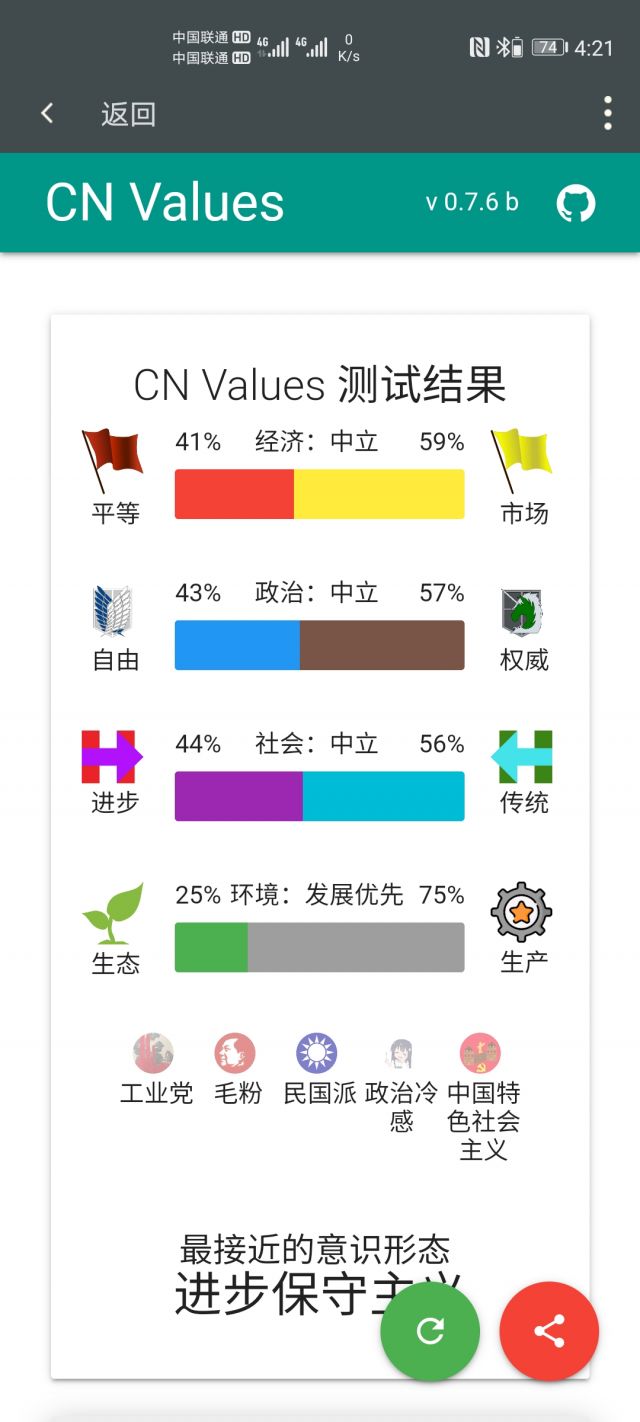 中国联通 HD 4G 4G 0 74 4:21
中国联通 HD K/s
返回
CN Values v 0.7.6 b
CN Values 测试结果
41% 经济：中立 59%
平等 市场
43% 政治：中立 57%
自由 权威
44% 社会：中立 56%
进步 传统
25% 环境：发展优先 75%
生态 生产
工业党 毛粉 民国派 政治冷 中国特
感 色社会
主义
最接近的意识形态
进步保守主义